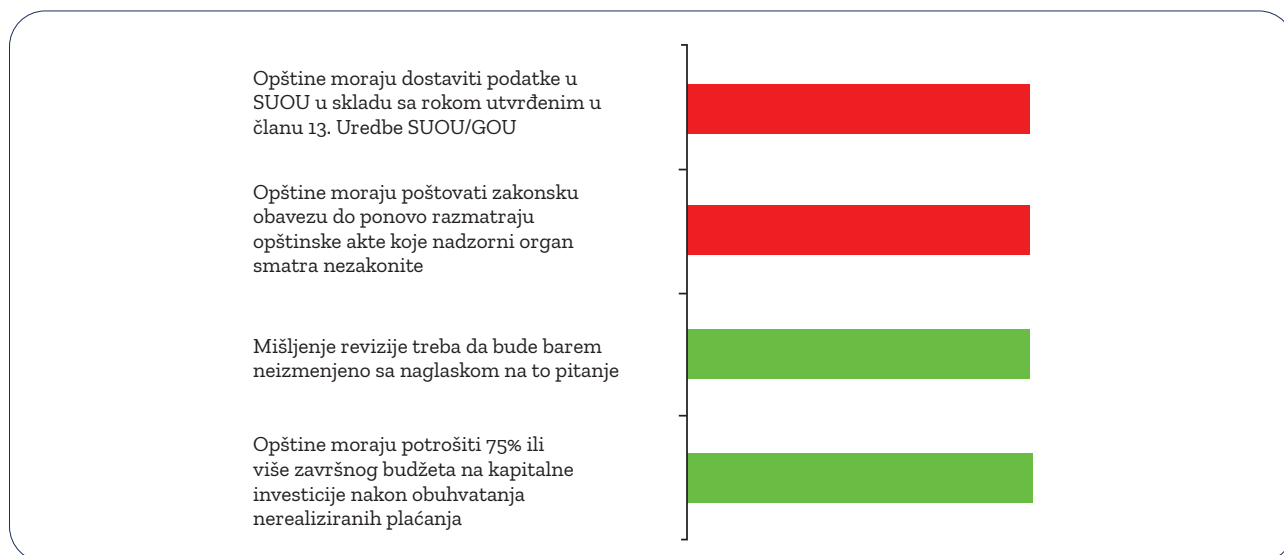 Opštine moraju dostaviti podatke u
SUOU u skladu sa rokom utvrđenim u
članu 13. Uredbe SUOU/GOU
Opštine moraju poštovati zakonsku
obavezu do ponovo razmatraju
opštinske akte koje nadzorni organ
smatra nezakonite
Mišljenje revizije treba da bude barem
neizmenjeno sa naglaskom na to pitanje
Opštine moraju potrošiti 75% ili
više završnog budžeta na kapitalne
investicije nakon obuhvatanja
nerealiziranih plaćanja